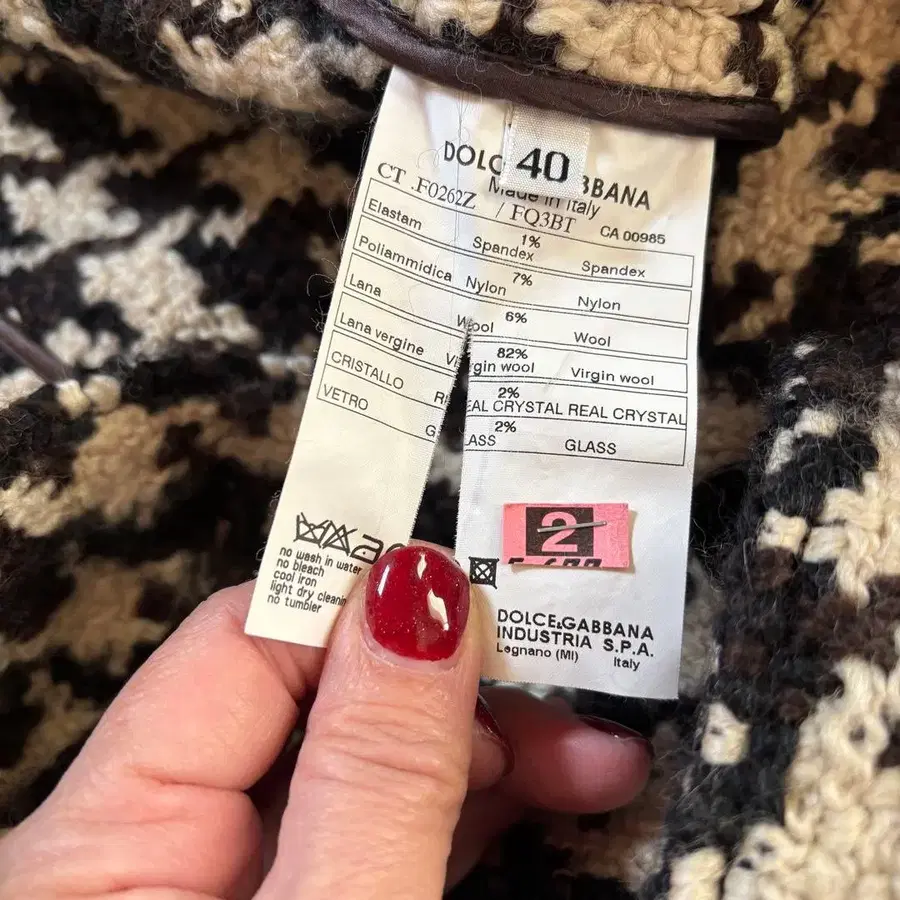 DOLC
40
BBANA
Made in Italy
CT .F0262Z / FQ3BT CA 00985
Elastam Spandex 1% Spandex
Poliammidica Nylon 7% Nylon
Lana Wool 6% Wool
Lana vergine Virgin wool 82% Virgin wool
CRISTALLO REAL CRYSTAL 2% REAL CRYSTAL
VETRO GLASS 2% GLASS
2
no wash in water
no bleach
cool iron
light dry cleanin
no tumbler
DOLCE&GABBANA
INDUSTRIA S.P.A.
Legnano (MI) Italy